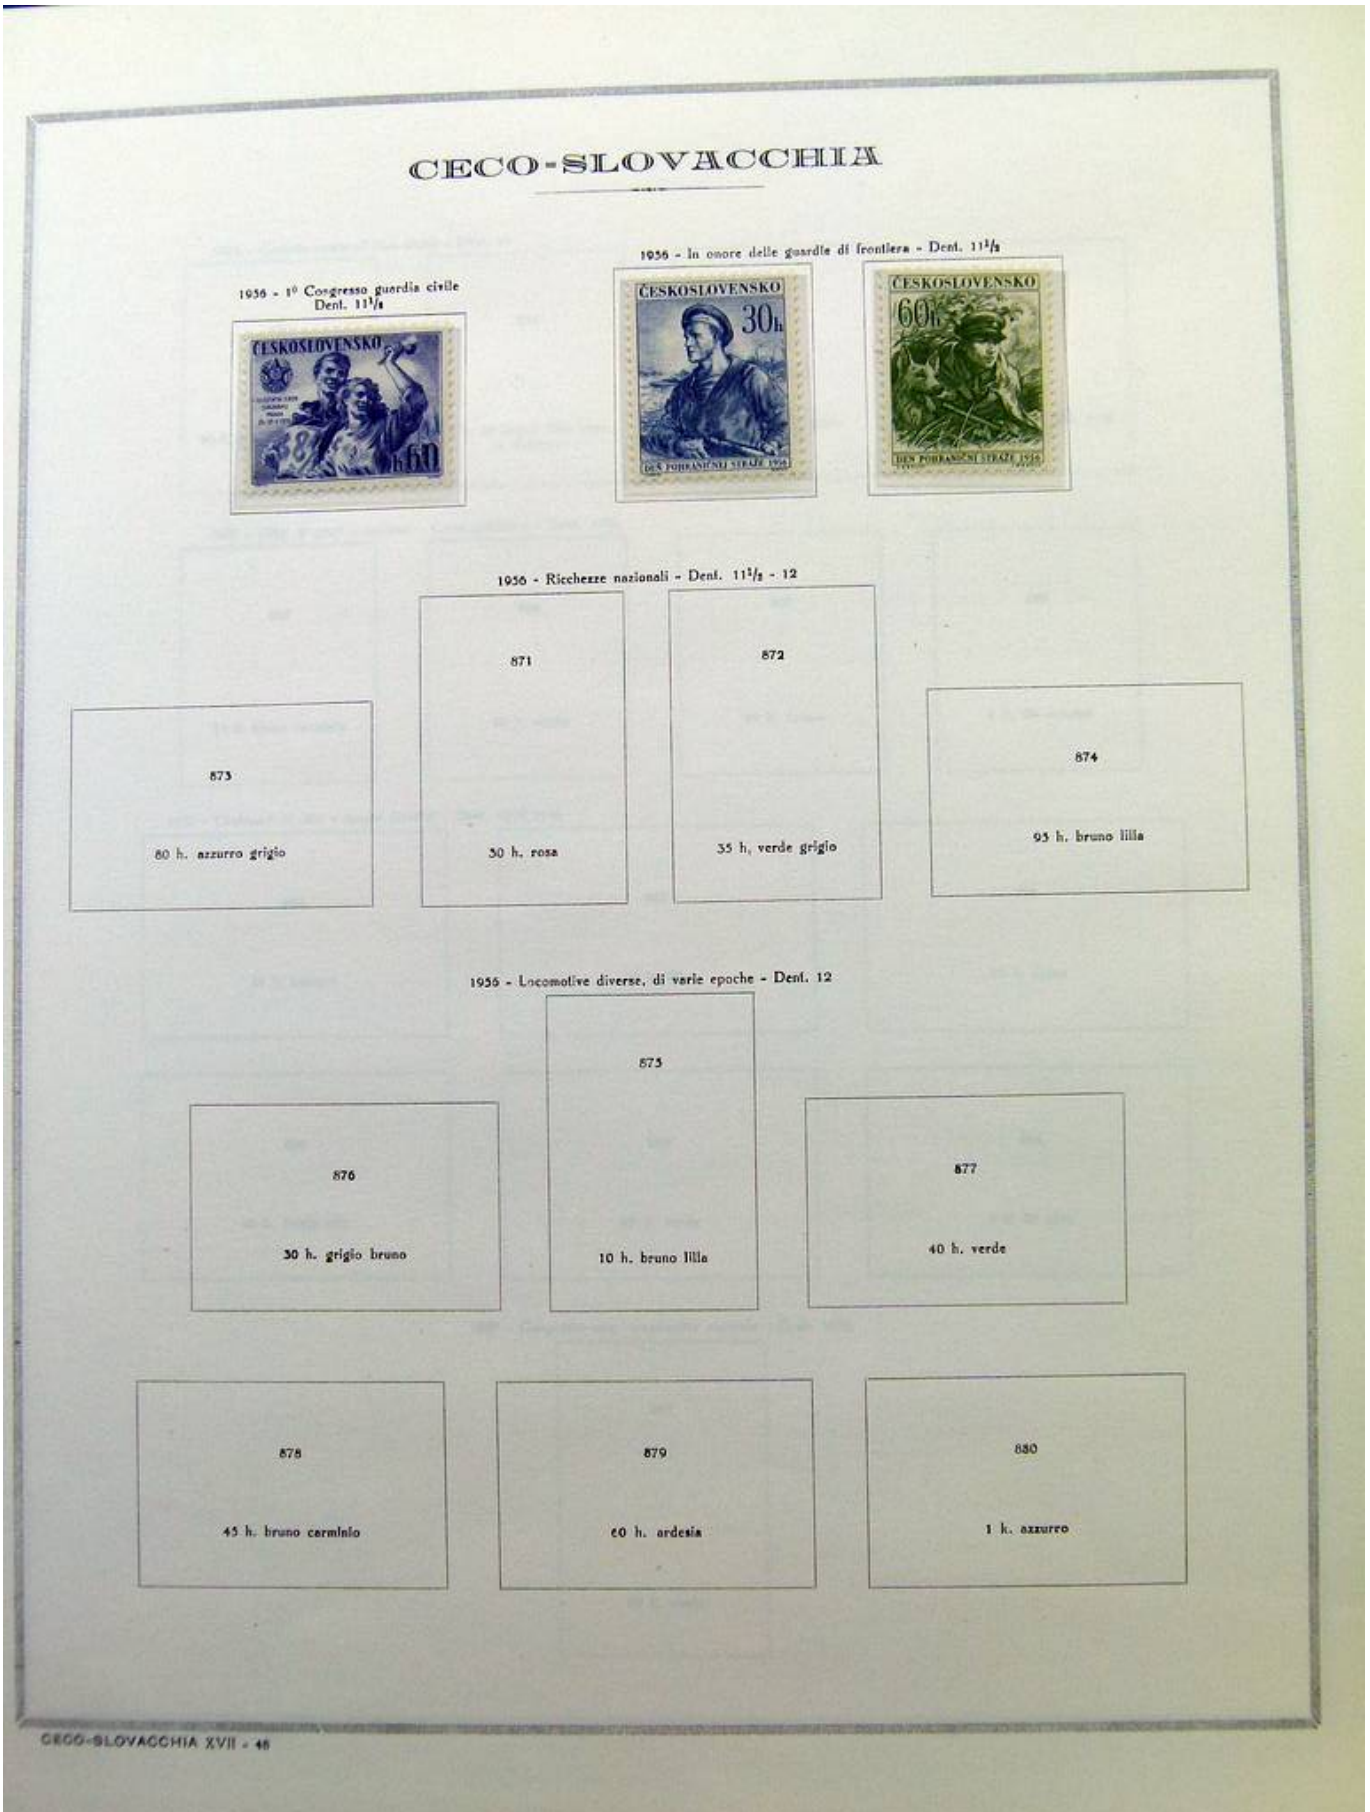 CECO-SLOVACCHIA
1956 - 1º Congresso guardia civile
Dent. 11¹/₂
1956 - In onore delle guardie di frontiera - Dent. 11¹/₂
ČESKOSLOVENSKO
h60
ČESKOSLOVENSKO
30h
DEŇ POHRANIČNEJ STRÁŽE 1956
ČESKOSLOVENSKO
60h
DEN POHRANIČNÍ STRÁŽE 1956
1956 - Ricchezze nazionali - Dent. 11¹/₂ - 12
871
30 h. rosa
872
35 h. verde grigio
873
80 h. azzurro grigio
874
95 h. bruno lilla
1956 - Locomotive diverse, di varie epoche - Dent. 12
875
10 h. bruno lilla
876
30 h. grigio bruno
877
40 h. verde
878
45 h. bruno carminio
879
60 h. ardesia
880
1 k. azzurro
CECO-SLOVACCHIA XVII - 48